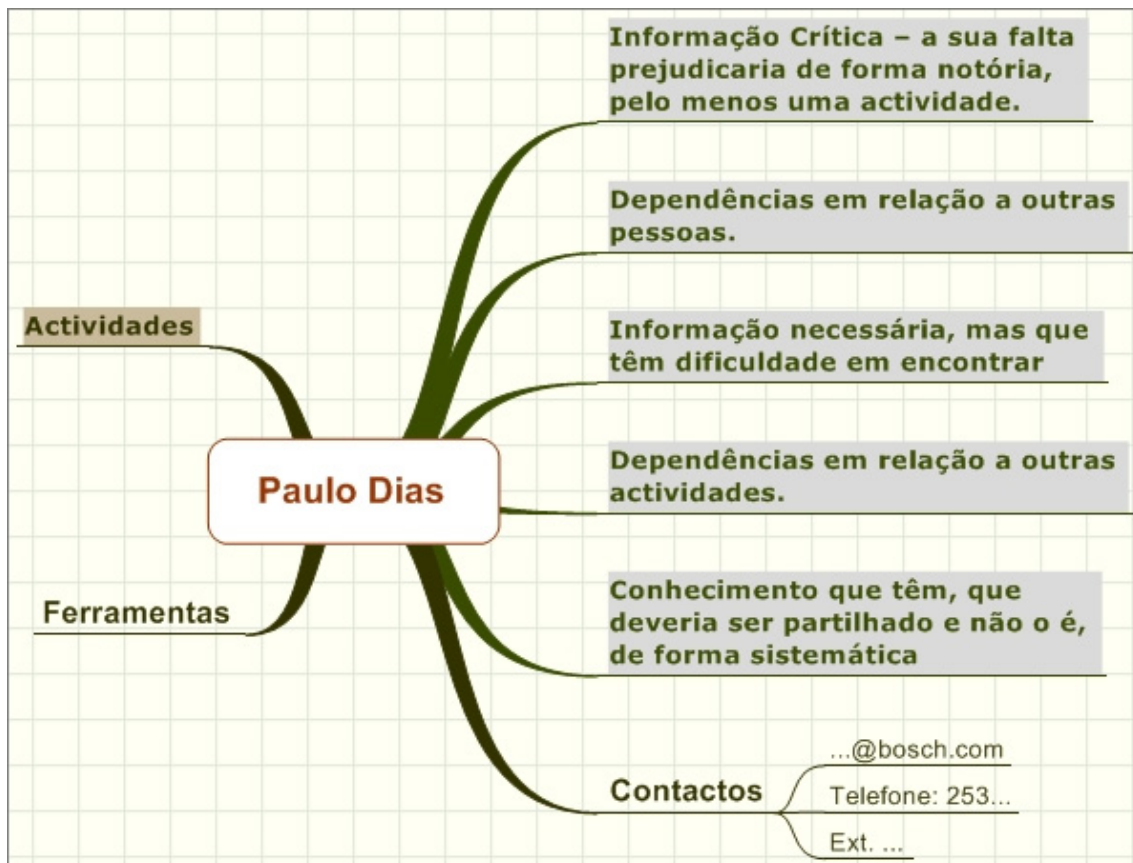 Informação Crítica – a sua falta
prejudicaria de forma notória,
pelo menos uma actividade.
Dependências em relação a outras
pessoas.
Actividades
Informação necessária, mas que
têm dificuldade em encontrar
Paulo Dias
Dependências em relação a outras
actividades.
Ferramentas
Conhecimento que têm, que
deveria ser partilhado e não o é,
de forma sistemática
Contactos
...@bosch.com
Telefone: 253...
Ext. ...